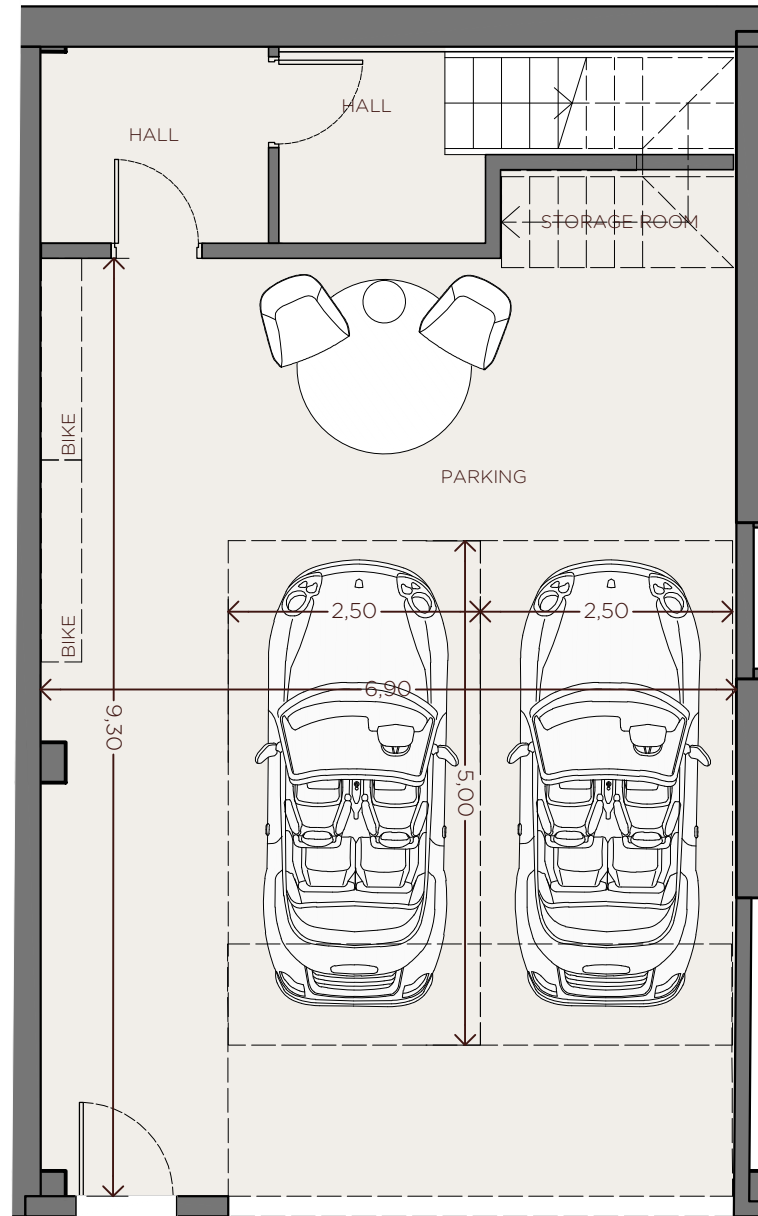 HALL
HALL
STORAGE ROOM
BIKE
PARKING
2,50
2,50
BIKE
6,90
9,30
5,00